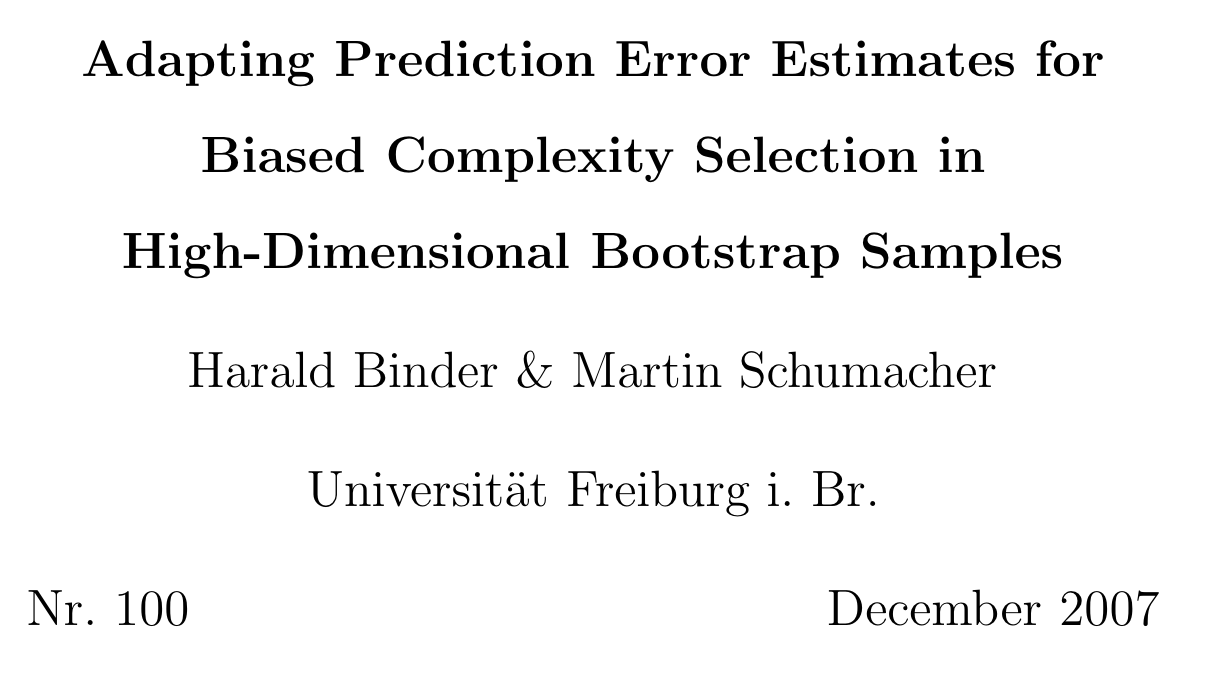 Adapting Prediction Error Estimates for
Biased Complexity Selection in
High-Dimensional Bootstrap Samples
Harald Binder & Martin Schumacher
Universität Freiburg i. Br.
Nr. 100 December 2007